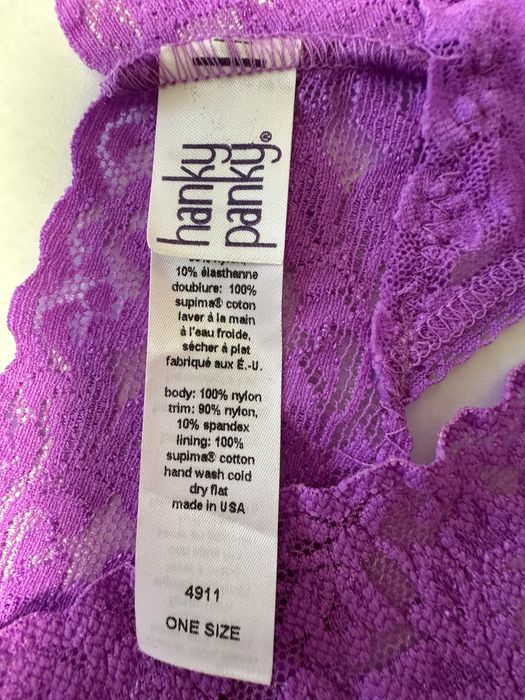 hanky
panky®
10% élasthanne
doublure: 100%
supima® coton
laver à la main
à l'eau froide,
sécher à plat
fabriqué aux É.-U.
body: 100% nylon
trim: 90% nylon,
10% spandex
lining: 100%
supima® cotton
hand wash cold
dry flat
made in USA
4911
ONE SIZE